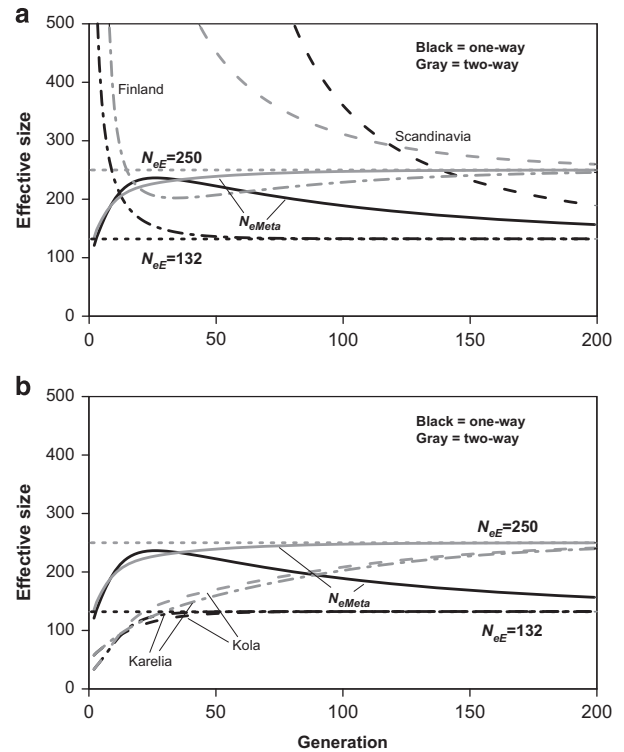 a
500
400
300
200
100
0
Effective size
Black = one-way
Gray = two-way
Finland
Scandinavia
NeE=250
NeMeta
NeE=132
0 50 100 150 200
b
500
400
300
200
100
0
Effective size
Black = one-way
Gray = two-way
NeE=250
NeMeta
NeE=132
Kola
Karelia
0 50 100 150 200
Generation